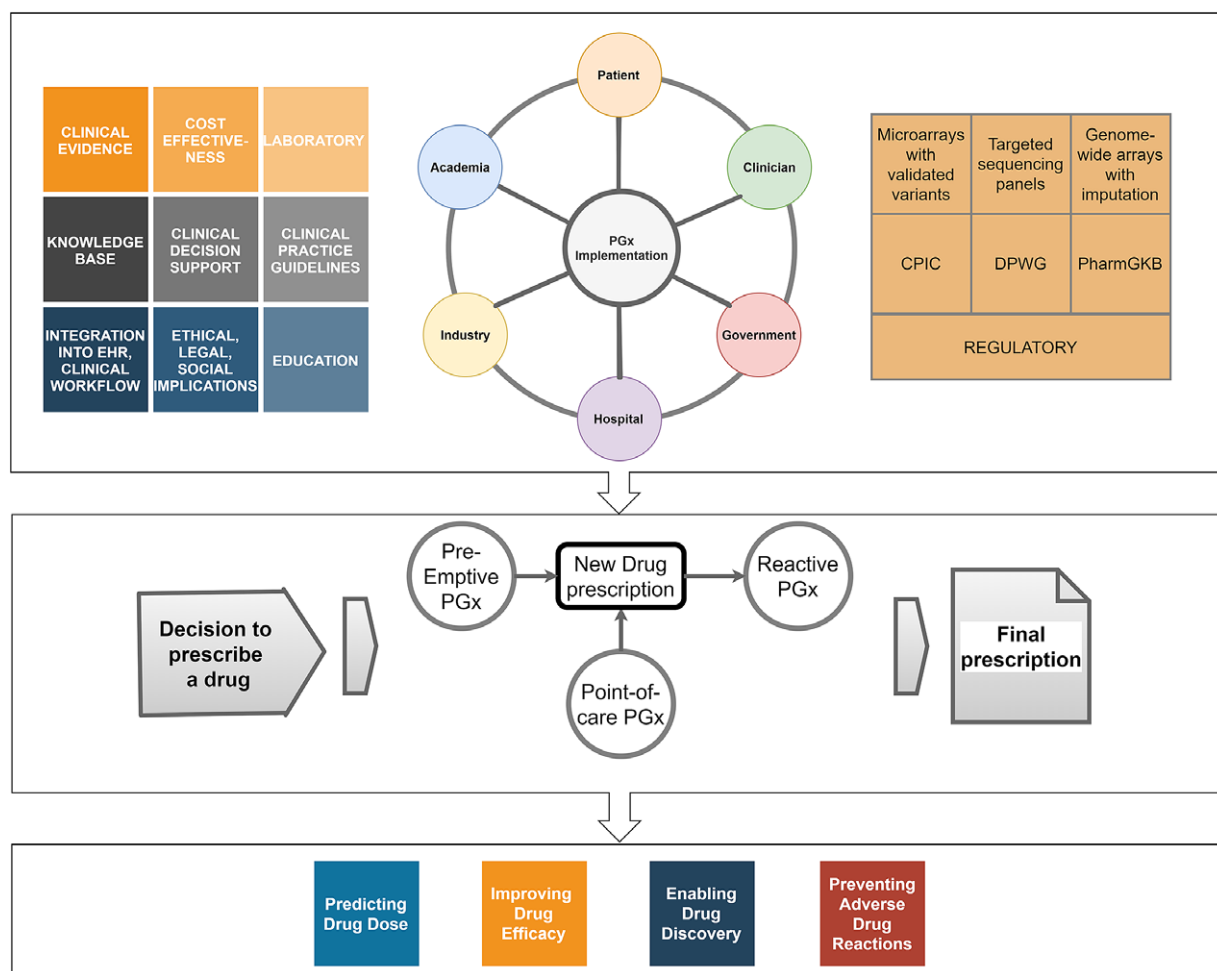 CLINICAL
EVIDENCE
COST
EFFECTIVE-
NESS
LABORATORY
KNOWLEDGE
BASE
CLINICAL
DECISION
SUPPORT
CLINICAL
PRACTICE
GUIDELINES
INTEGRATION
INTO EHR,
CLINICAL
WORKFLOW
ETHICAL,
LEGAL,
SOCIAL
IMPLICATIONS
EDUCATION
Patient
Academia
Clinician
PGx
Implementation
Industry
Government
Hospital
Microarrays
with
validated
variants
Targeted
sequencing
panels
Genome-
wide arrays
with
imputation
CPIC
DPWG
PharmGKB
REGULATORY
Decision to
prescribe
a drug
Pre-
Emptive
PGx
New Drug
prescription
Reactive
PGx
Point-of-
care PGx
Final
prescription
Predicting
Drug Dose
Improving
Drug
Efficacy
Enabling
Drug
Discovery
Preventing
Adverse
Drug
Reactions